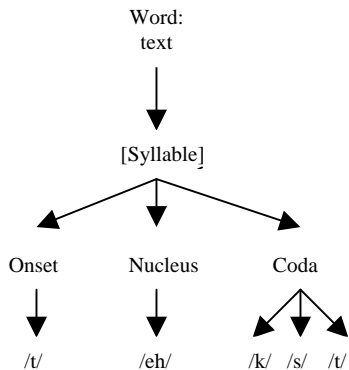 Word:
text
[Syllable]
Onset Nucleus Coda
/t/ /eh/ /k/ /s/ /t/